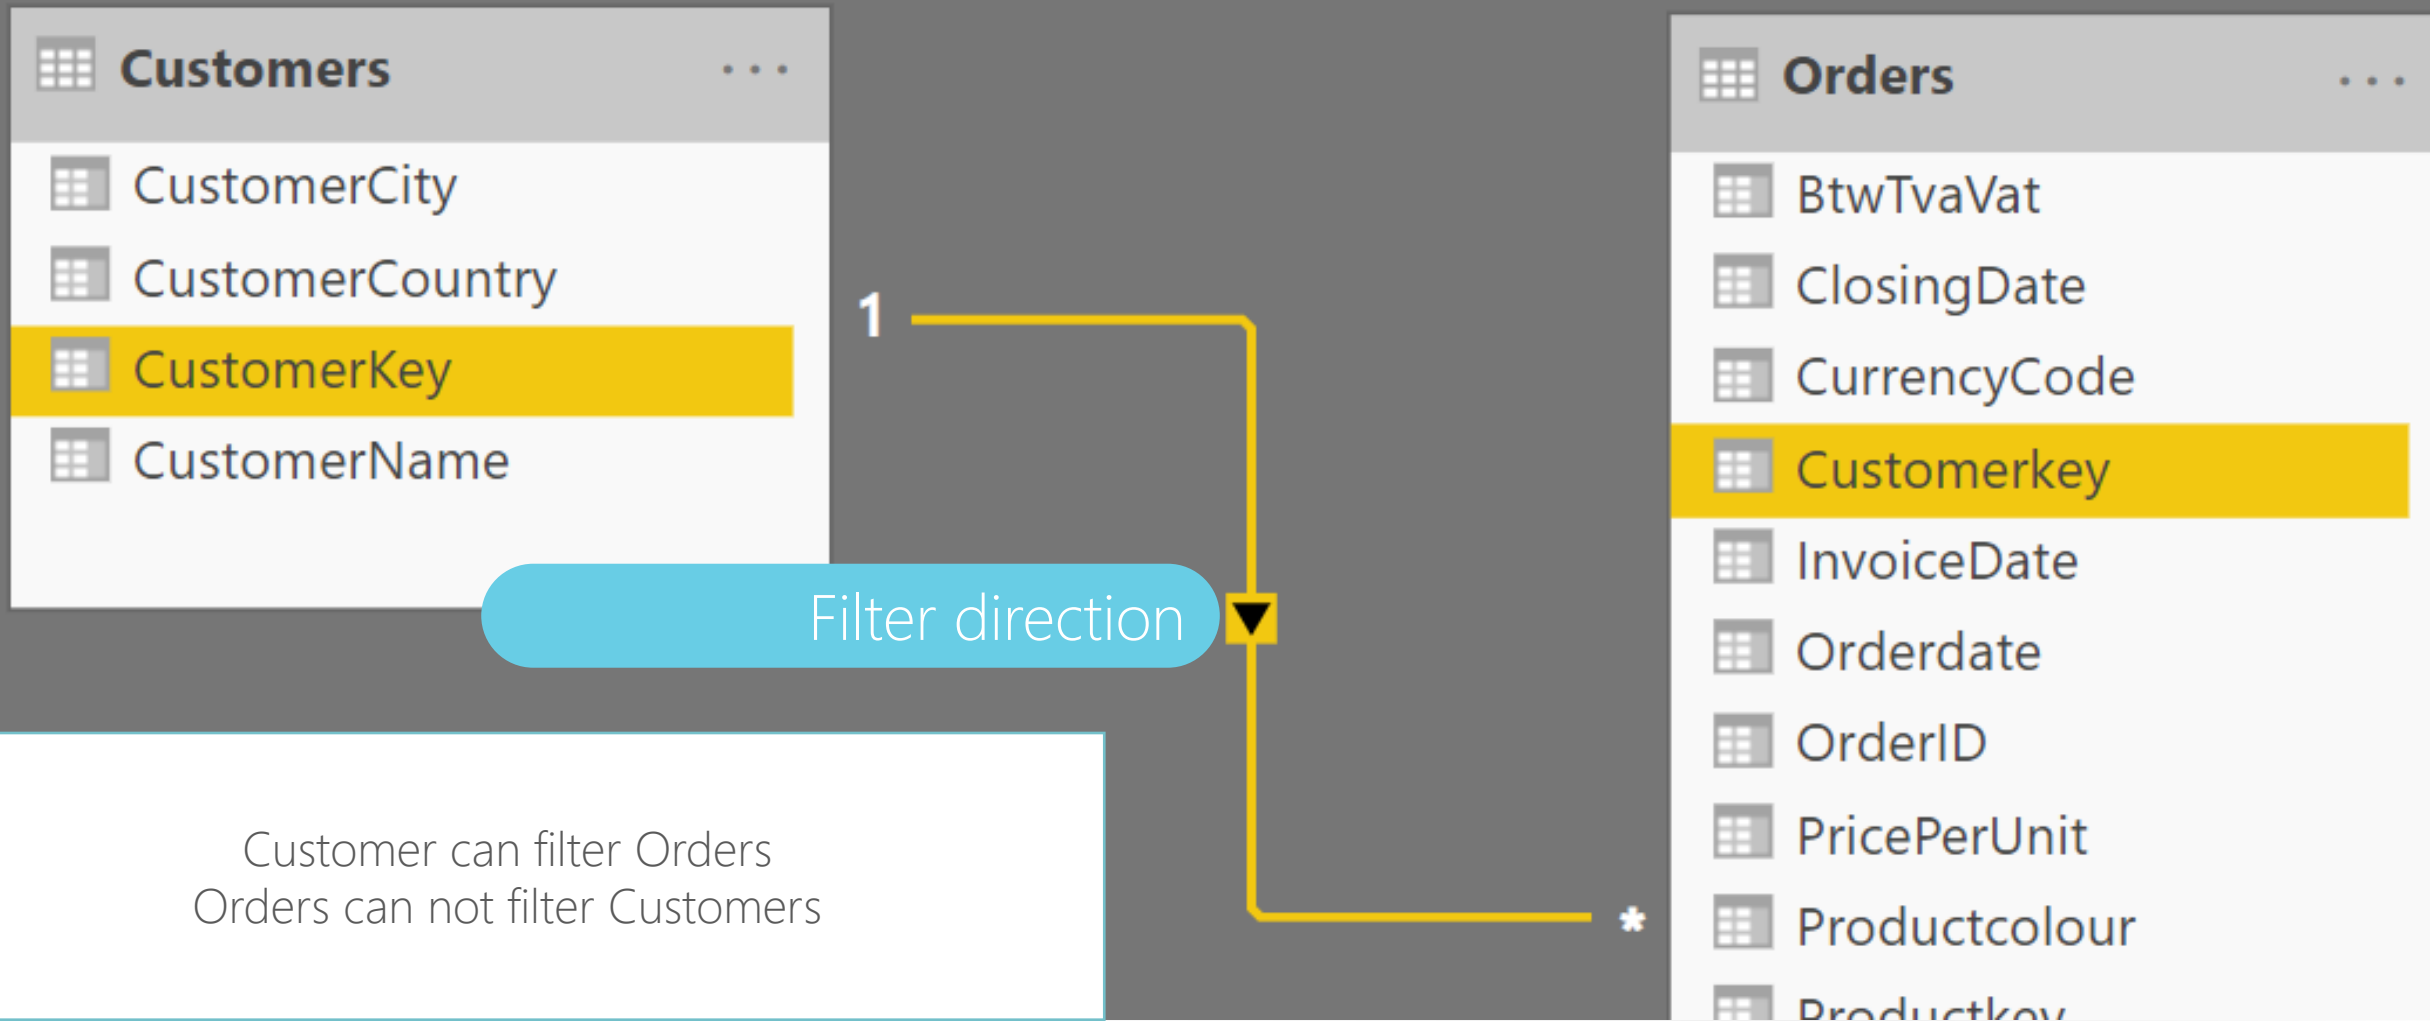 Customers
CustomerCity
CustomerCountry
CustomerKey
CustomerName
1
Filter direction
*
Customer can filter Orders
Orders can not filter Customers
Orders
BtwTvaVat
ClosingDate
CurrencyCode
Customerkey
InvoiceDate
Orderdate
OrderID
PricePerUnit
Productcolour
Productkey